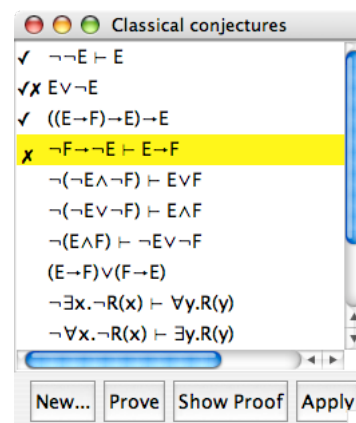 Classical conjectures
✓ ¬¬E ⊢ E
✓✗ E∨¬E
✓ ((E→F)→E)→E
✗ ¬F→¬E ⊢ E→F
¬(¬E∧¬F) ⊢ E∨F
¬(¬E∨¬F) ⊢ E∧F
¬(E∧F) ⊢ ¬E∨¬F
(E→F)∨(F→E)
¬∃x.¬R(x) ⊢ ∀y.R(y)
¬∀x.¬R(x) ⊢ ∃y.R(y)
New... Prove Show Proof Apply